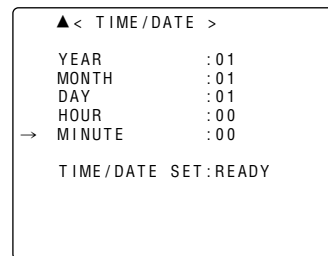 ▲< TIME/DATE >
YEAR :01
MONTH :01
DAY :01
HOUR :00
→ MINUTE :00
TIME/DATE SET:READY